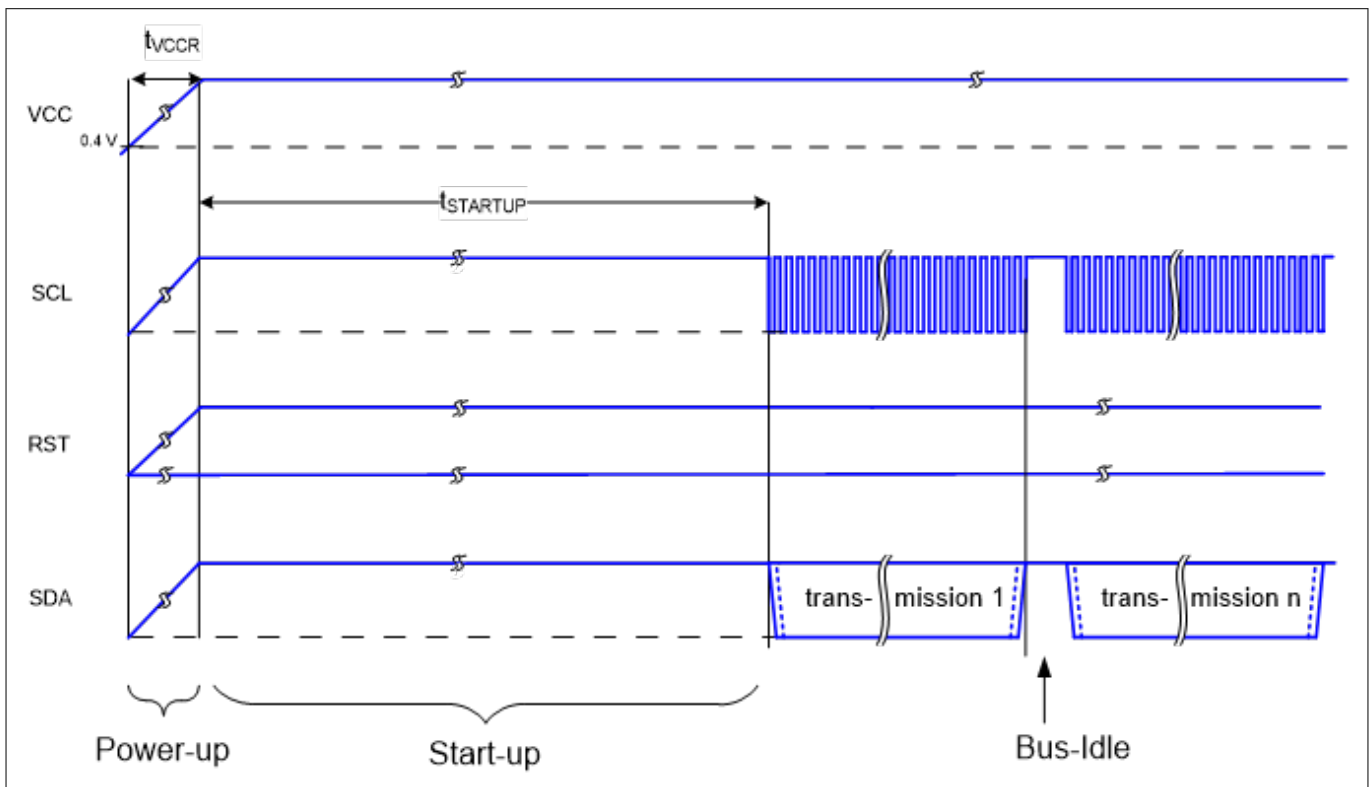 tVCCR
VCC
0.4 V
tSTARTUP
SCL
RST
SDA
trans- mission 1
trans- mission n
Power-up
Start-up
Bus-Idle